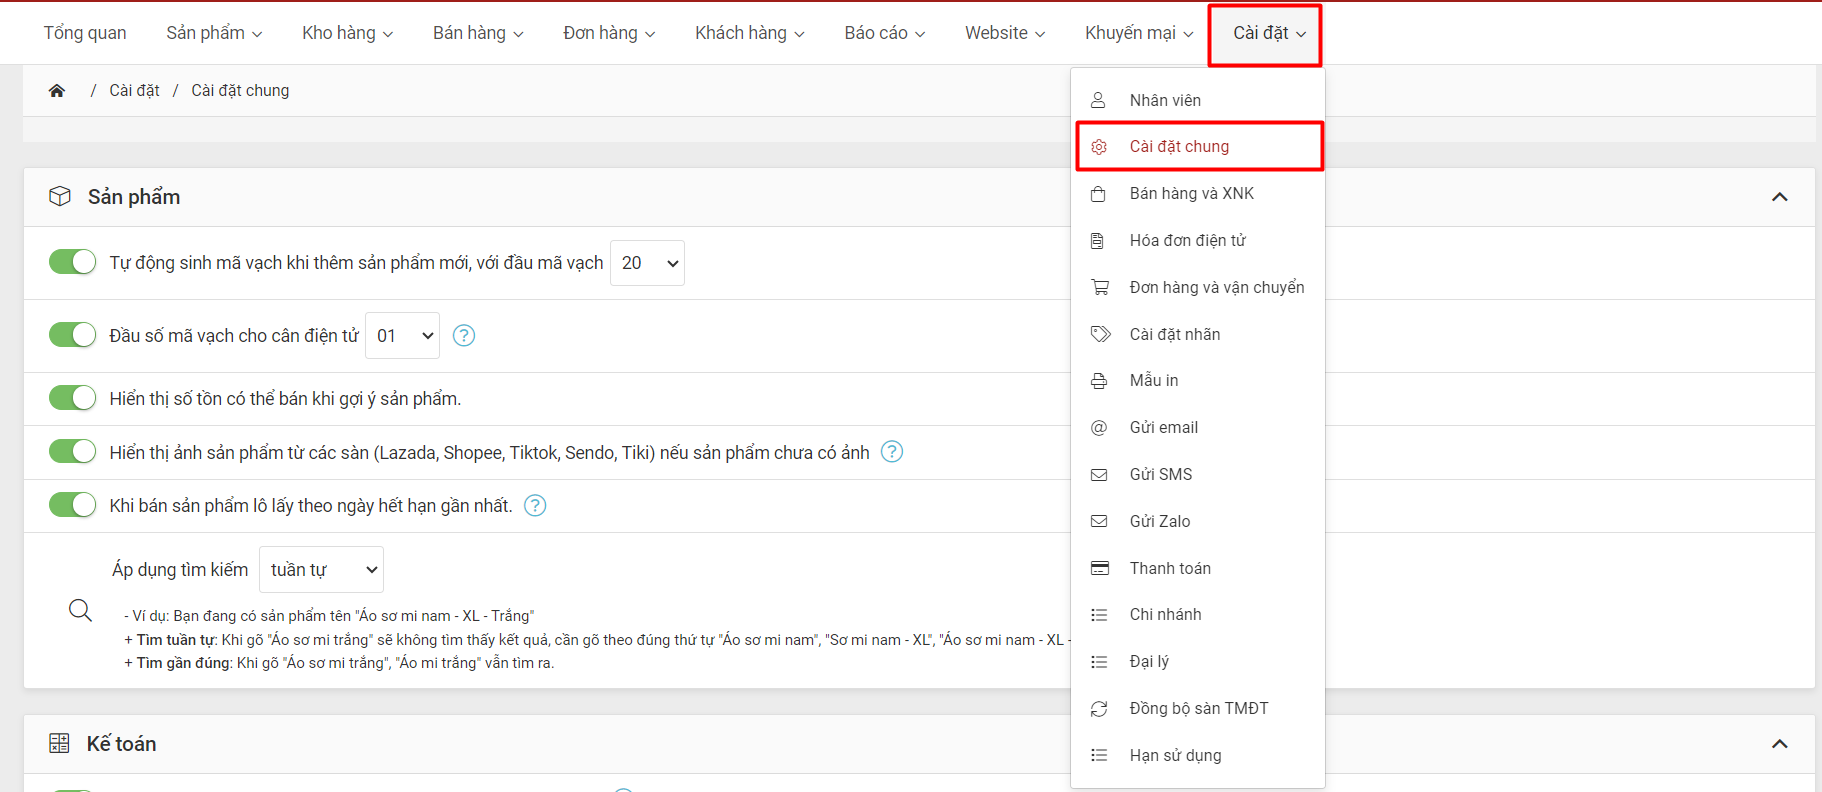 Tổng quan Sản phẩm Kho hàng Bán hàng Đơn hàng Khách hàng Báo cáo Website Khuyến mại Cài đặt
/ Cài đặt / Cài đặt chung
Nhân viên
Cài đặt chung
Bán hàng và XNK
Hóa đơn điện tử
Đơn hàng và vận chuyển
Cài đặt nhãn
Mẫu in
Gửi email
Gửi SMS
Gửi Zalo
Thanh toán
Chi nhánh
Đại lý
Đồng bộ sàn TMĐT
Hạn sử dụng
Sản phẩm
Tự động sinh mã vạch khi thêm sản phẩm mới, với đầu mã vạch 20
Đầu số mã vạch cho cân điện tử 01 ?
Hiển thị số tồn có thể bán khi gợi ý sản phẩm.
Hiển thị ảnh sản phẩm từ các sàn (Lazada, Shopee, Tiktok, Sendo, Tiki) nếu sản phẩm chưa có ảnh ?
Khi bán sản phẩm lô lấy theo ngày hết hạn gần nhất. ?
Áp dụng tìm kiếm tuần tự
- Ví dụ: Bạn đang có sản phẩm tên "Áo sơ mi nam - XL - Trắng"
+ Tìm tuần tự: Khi gõ "Áo sơ mi trắng" sẽ không tìm thấy kết quả, cần gõ theo đúng thứ tự "Áo sơ mi nam", "Sơ mi nam - XL", "Áo sơ mi nam - XL -
+ Tìm gần đúng: Khi gõ "Áo sơ mi trắng", "Áo mi trắng" vẫn tìm ra.
Kế toán